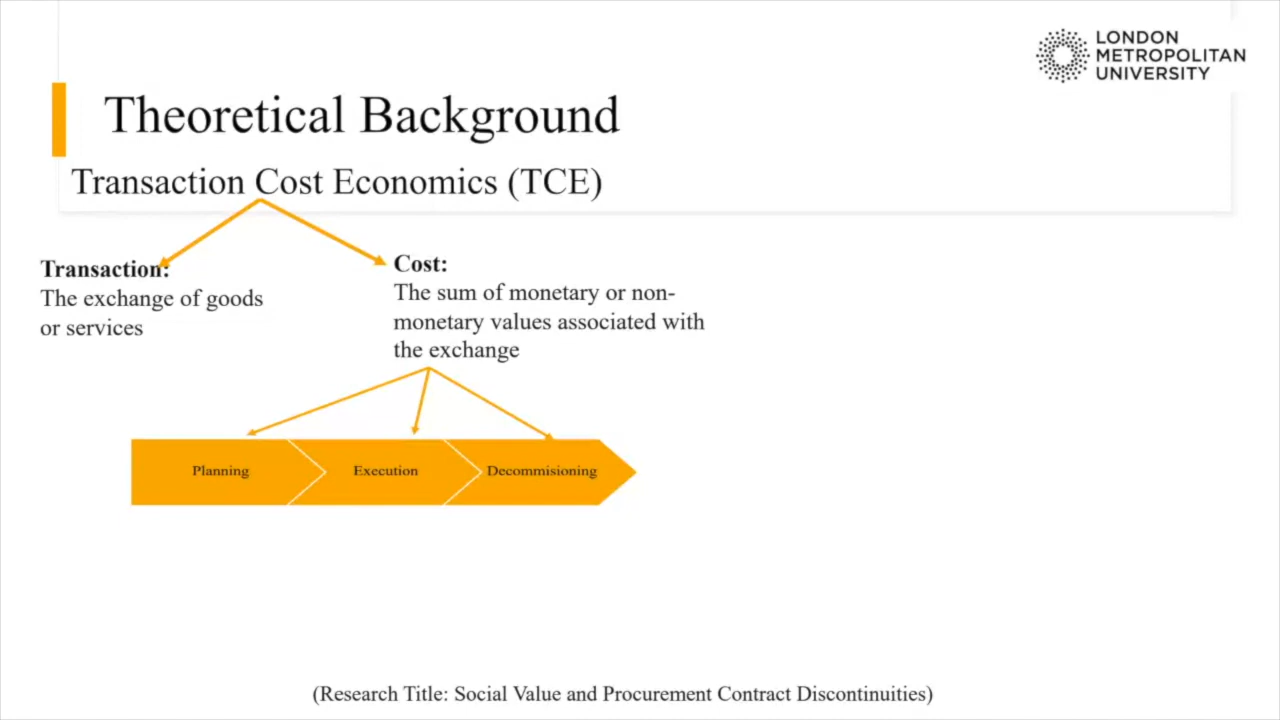 LONDON
METROPOLITAN
UNIVERSITY
Theoretical Background
Transaction Cost Economics (TCE)
Transaction:
The exchange of goods
or services
Cost:
The sum of monetary or non-
monetary values associated with
the exchange
Planning
Execution
Decommisioning
(Research Title: Social Value and Procurement Contract Discontinuities)